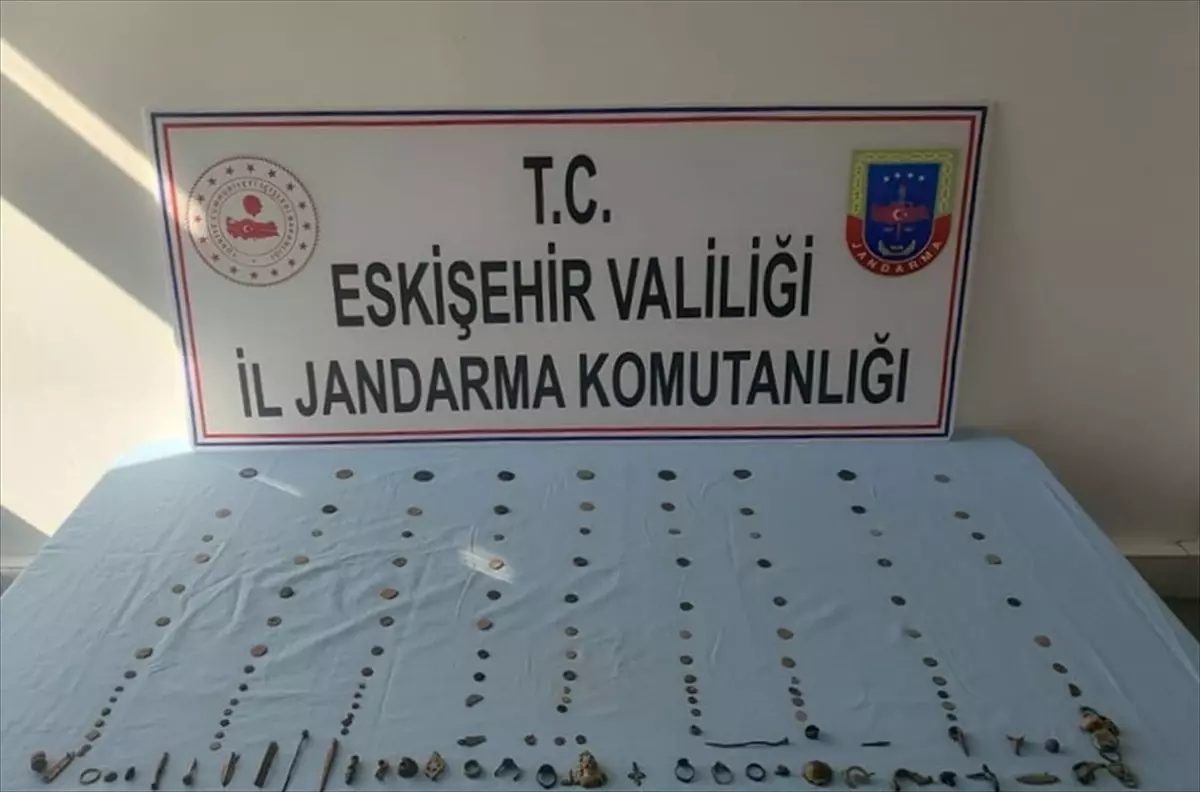 T.C.
ESKİŞEHİR VALİLİĞİ
İL JANDARMA KOMUTANLIĞI
JANDARMA